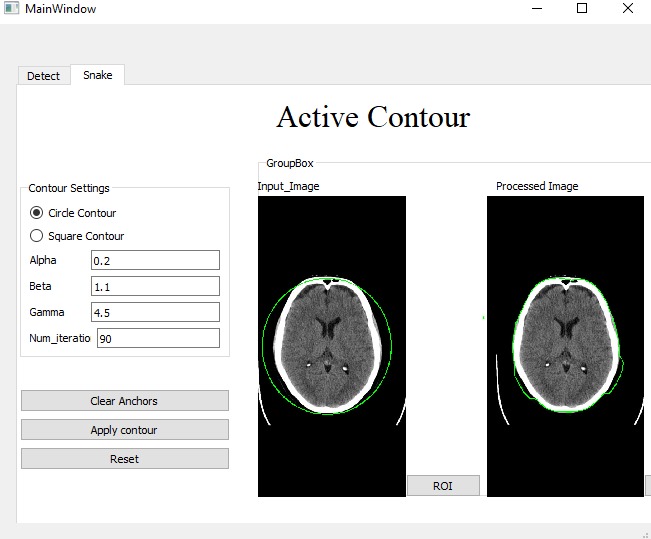 MainWindow
Detect
Snake
Active Contour
GroupBox
Contour Settings
Circle Contour
Square Contour
Alpha
0.2
Beta
1.1
Gamma
4.5
Num_iteratio
90
Clear Anchors
Apply contour
Reset
Input_Image
Processed Image
ROI